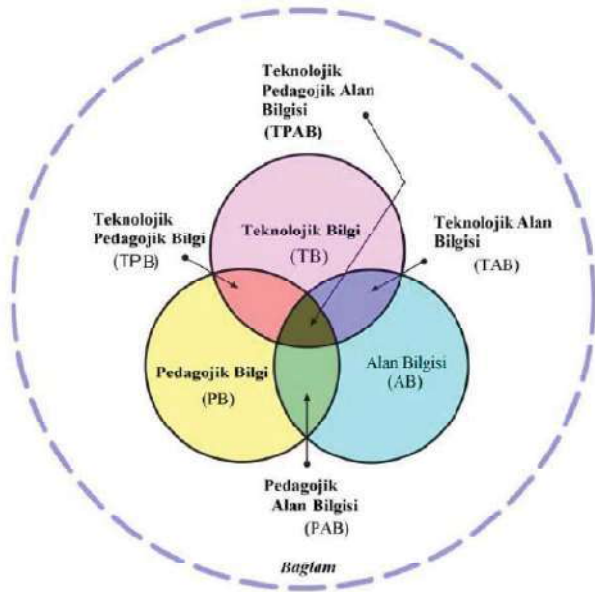 Teknolojik
Pedagojik Alan
Bilgisi
(TPAB)
Teknolojik
Pedagojik Bilgi
(TPB)
Teknolojik Bilgi
(TB)
Teknolojik Alan
Bilgisi
(TAB)
Pedagojik Bilgi
(PB)
Alan Bilgisi
(AB)
Pedagojik
Alan Bilgisi
(PAB)
Bağlam